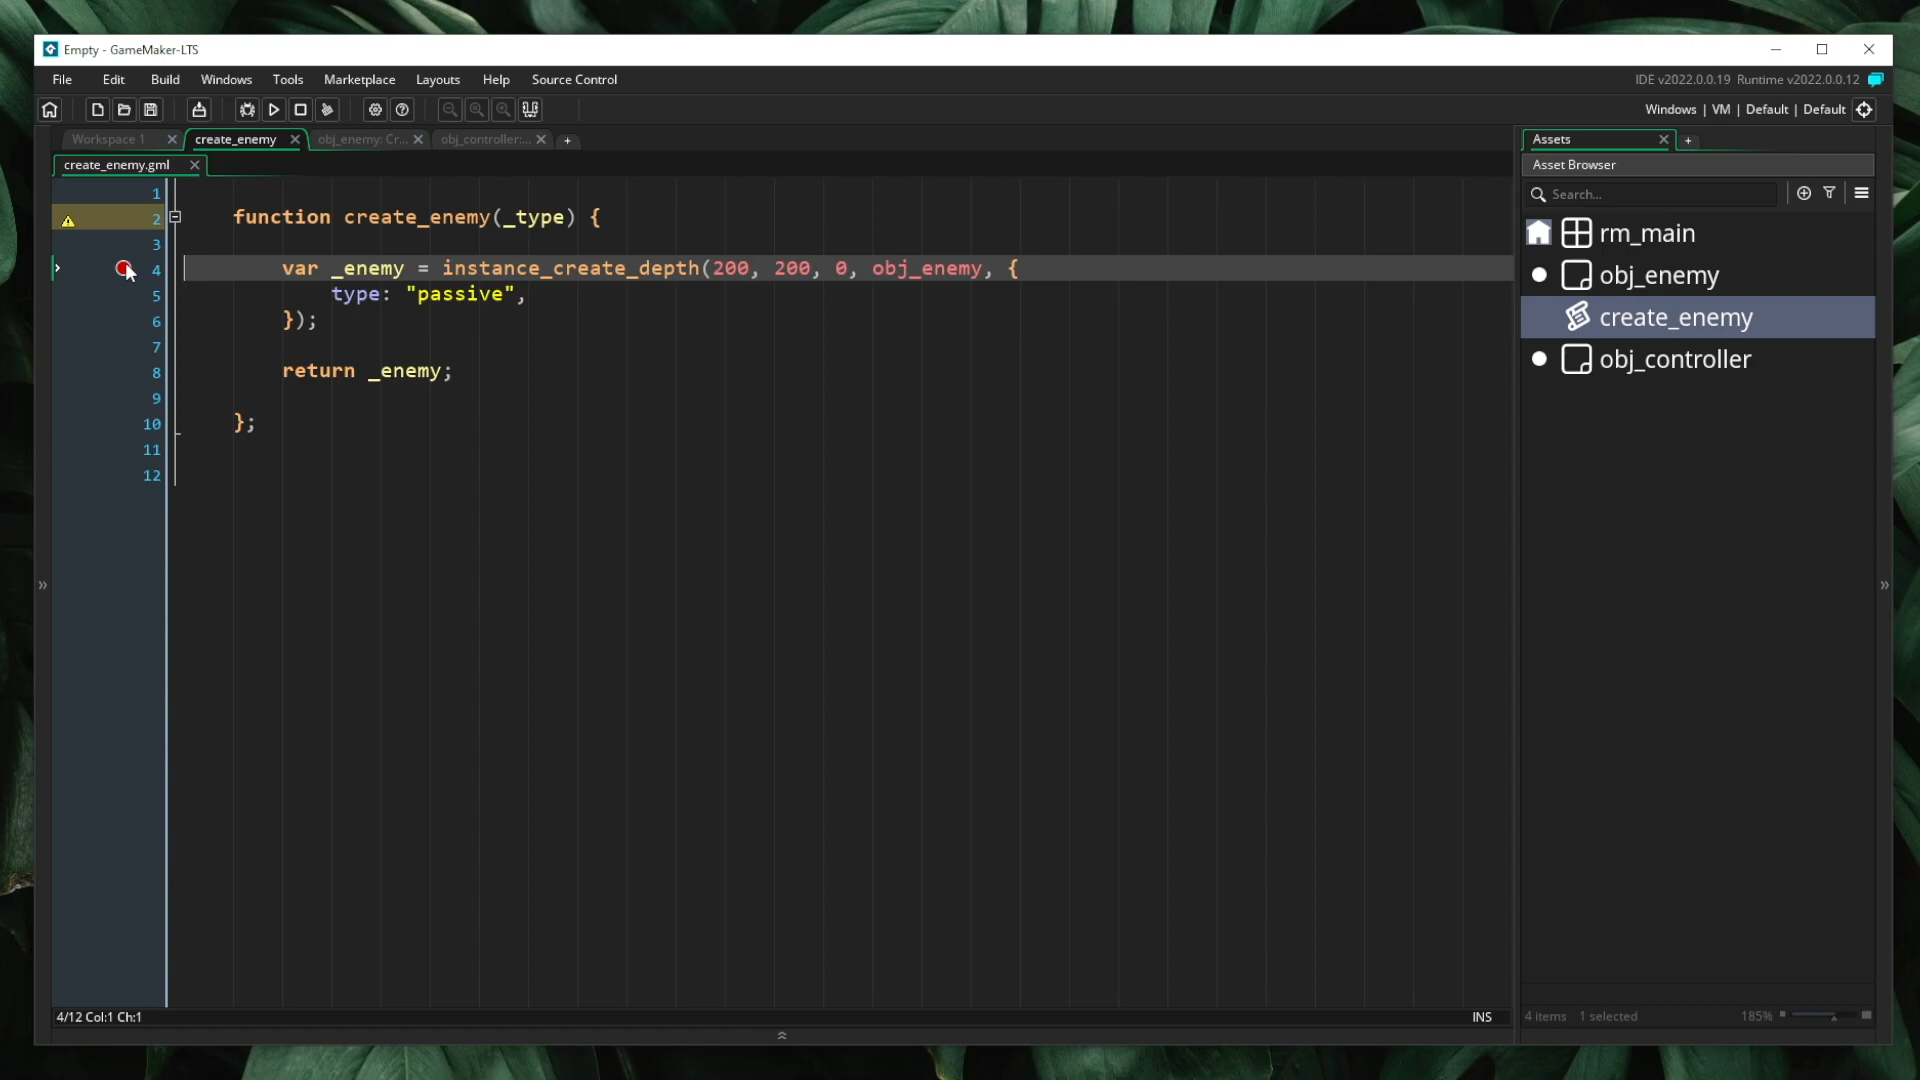 Empty - GameMaker-LTS
File Edit Build Windows Tools Marketplace Layouts Help Source Control
IDE v2022.0.0.19 Runtime v2022.0.0.12
Windows | VM | Default | Default
Workspace 1 create_enemy obj_enemy: Cr... obj_controller:... +
Assets +
create_enemy.gml
Asset Browser
Search...
1
2 function create_enemy(_type) {
3
4 var _enemy = instance_create_depth(200, 200, 0, obj_enemy, {
5 type: "passive",
6 });
7
8 return _enemy;
9
10 };
11
12
rm_main
obj_enemy
create_enemy
obj_controller
4/12 Col:1 Ch:1
INS
4 items 1 selected 185%